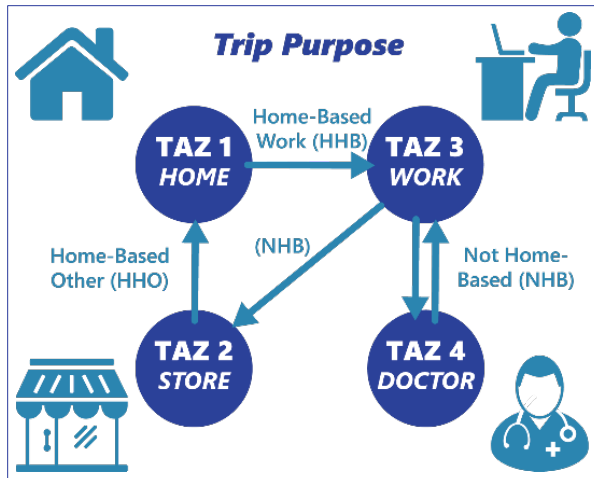 Trip Purpose
Home-Based
Work (HHB)
TAZ 1
HOME
TAZ 3
WORK
Home-Based
Other (HHO)
(NHB)
Not Home-
Based (NHB)
TAZ 2
STORE
TAZ 4
DOCTOR